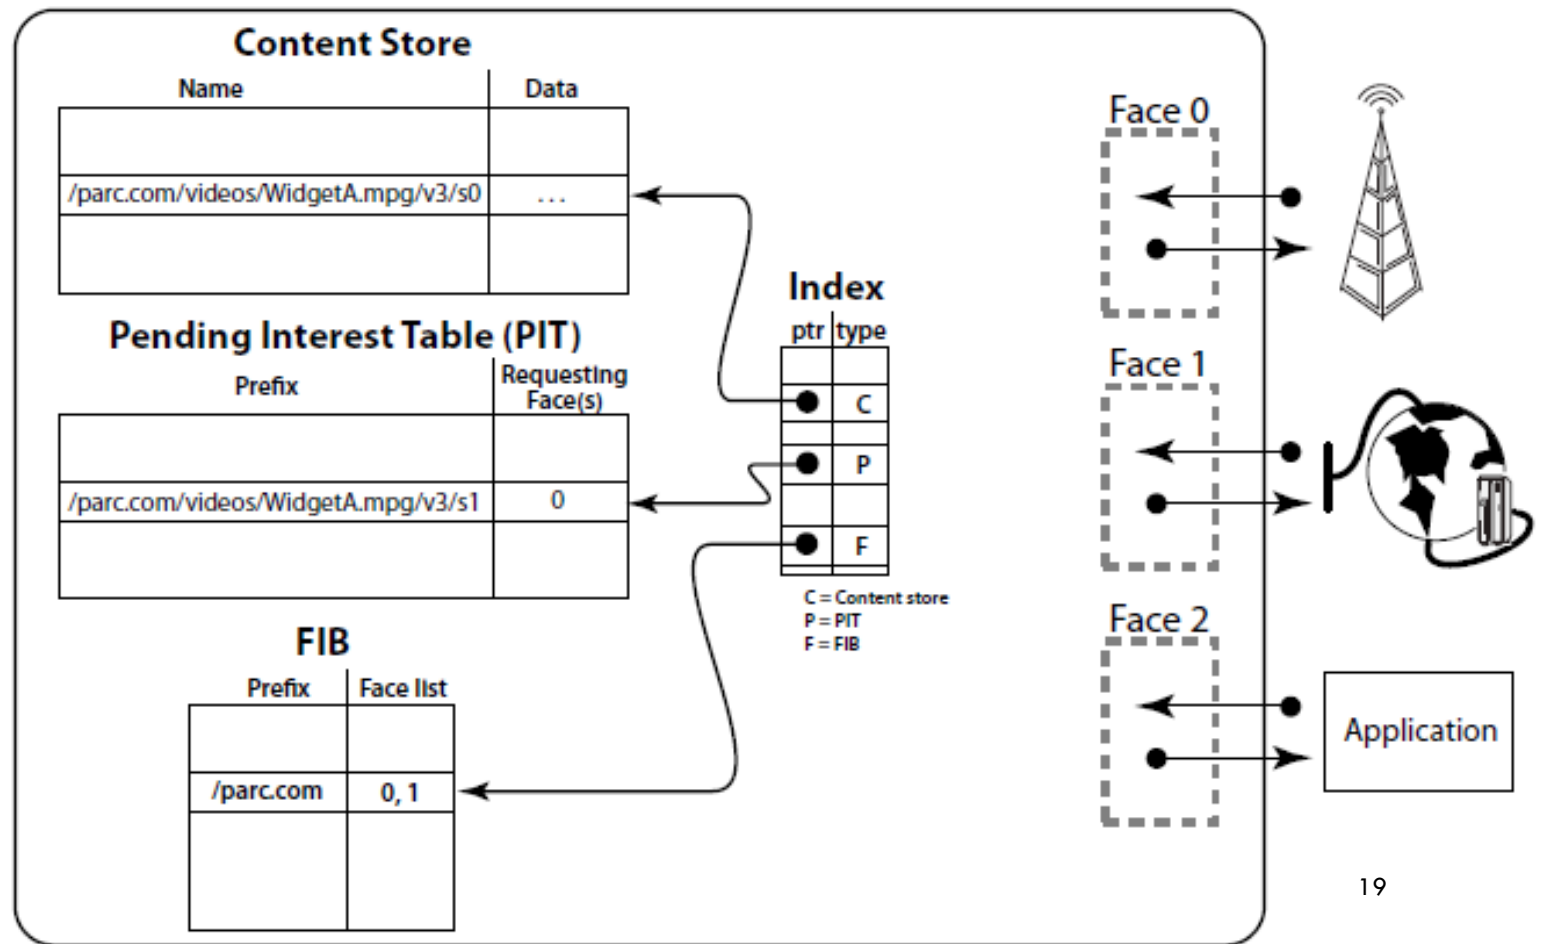 Content Store
Name Data
/parc.com/videos/WidgetA.mpg/v3/s0 ...
Pending Interest Table (PIT)
Prefix Requesting Face(s)
/parc.com/videos/WidgetA.mpg/v3/s1 0
FIB
Prefix Face list
/parc.com 0, 1
Index
ptr type
C
P
F
C = Content store
P = PIT
F = FIB
Face 0
Face 1
Face 2
Application
19